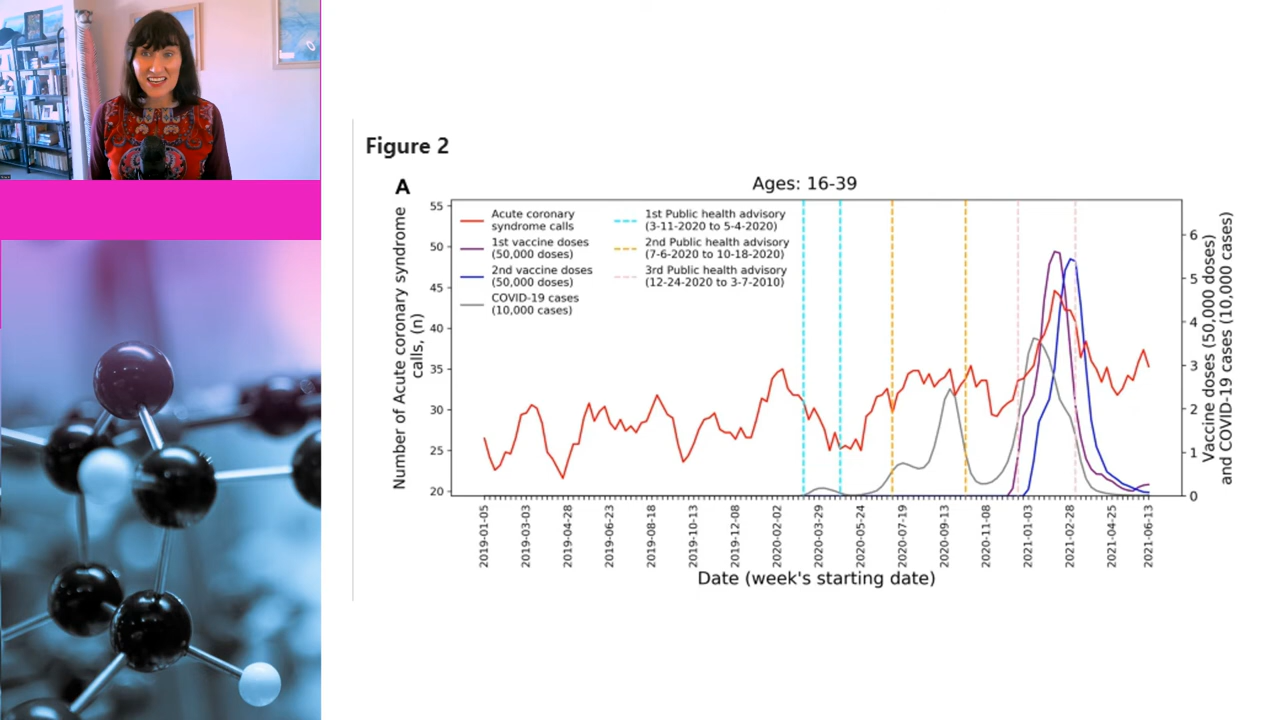 Figure 2
A
Ages: 16-39
Number of Acute coronary syndrome
calls, (n)
55
50
45
40
35
30
25
20
Acute coronary
syndrome calls
1st vaccine doses
(50,000 doses)
2nd vaccine doses
(50,000 doses)
COVID-19 cases
(10,000 cases)
1st Public health advisory
(3-11-2020 to 5-4-2020)
2nd Public health advisory
(7-6-2020 to 10-18-2020)
3rd Public health advisory
(12-24-2020 to 3-7-2010)
6
5
4
3
2
1
0
Vaccine doses (50,000 doses)
and COVID-19 cases (10,000 cases)
2019-01-05
2019-03-03
2019-04-28
2019-06-23
2019-08-18
2019-10-13
2019-12-08
2020-02-02
2020-03-29
2020-05-24
2020-07-19
2020-09-13
2020-11-08
2021-01-03
2021-02-28
2021-04-25
2021-06-13
Date (week's starting date)